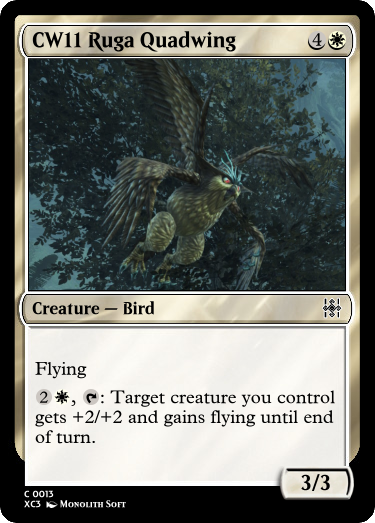 CW11 Ruga Quadwing 4
Creature — Bird
Flying
2, : Target creature you control
gets +2/+2 and gains flying until end
of turn.
3/3
C 0013
XC3 Monolith Soft